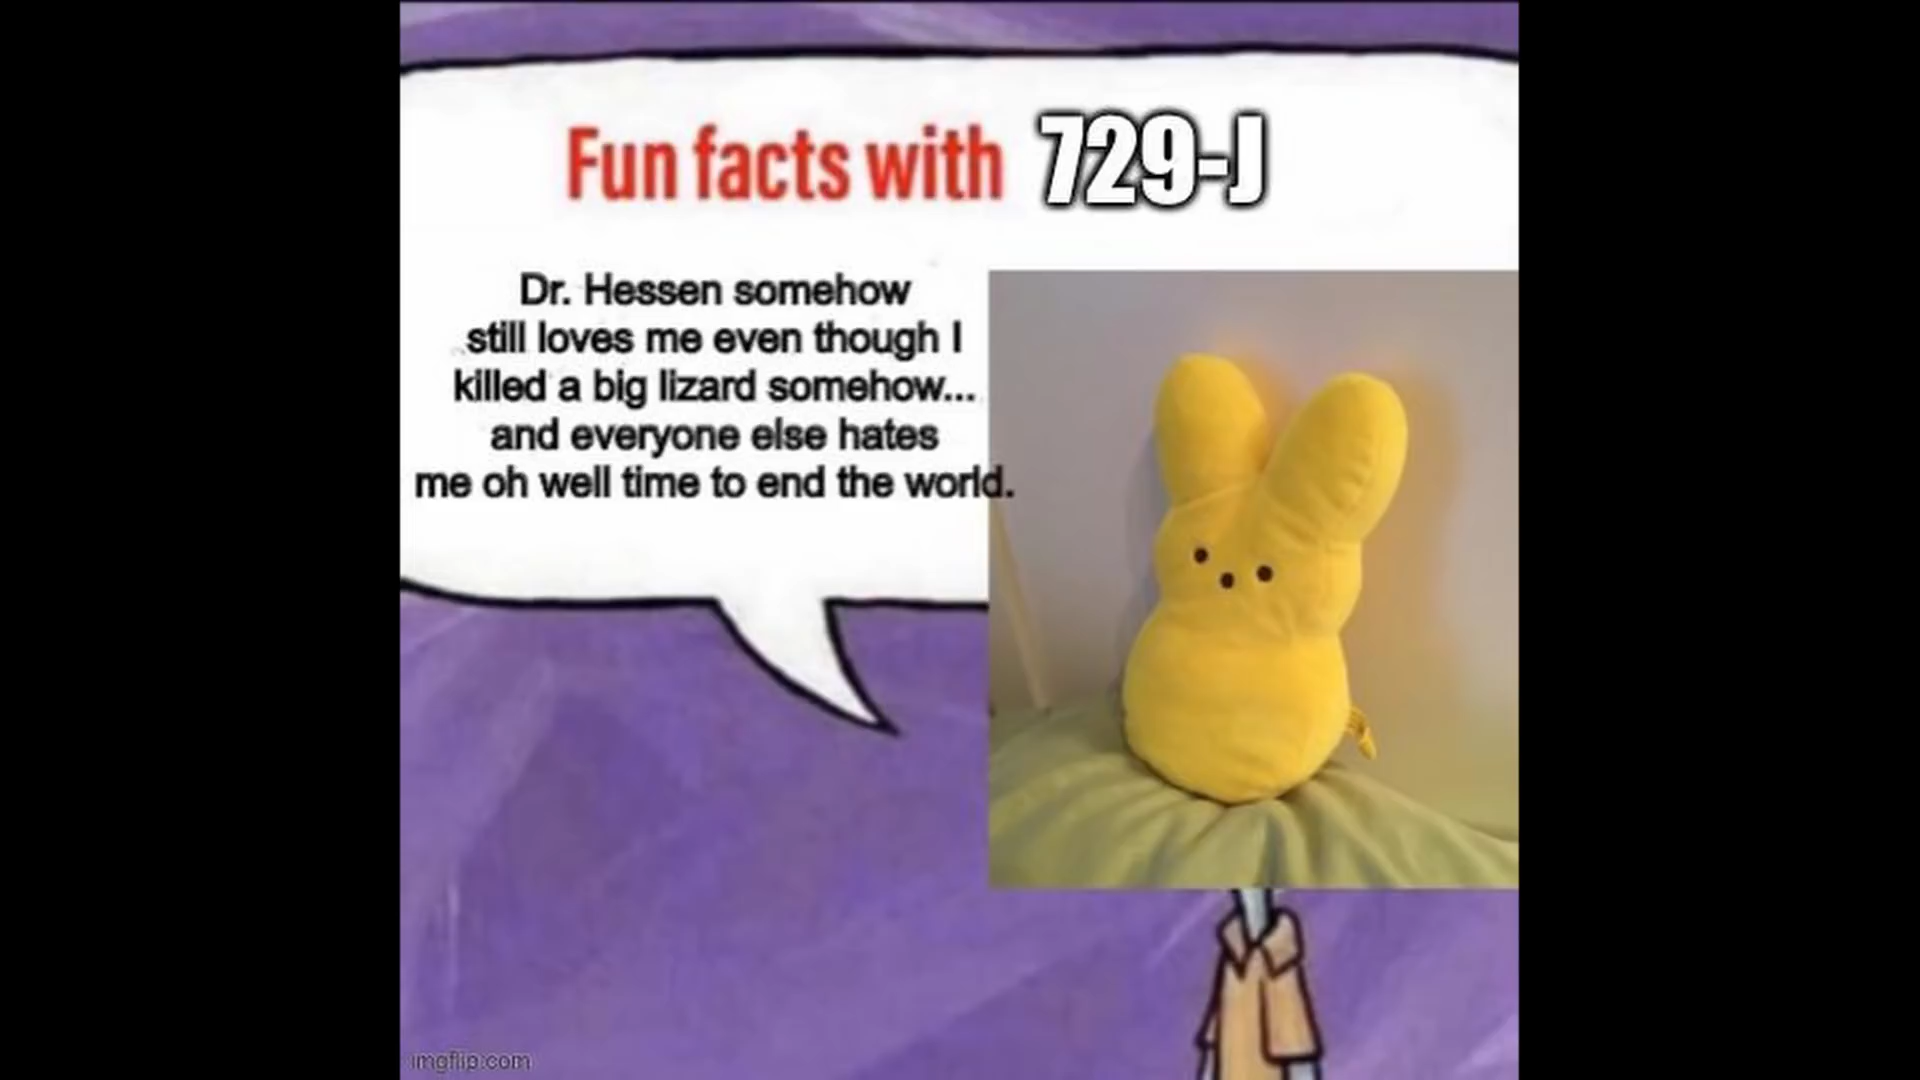 Fun facts with 729-J
Dr. Hessen somehow
still loves me even though I
killed a big lizard somehow...
and everyone else hates
me oh well time to end the world.
imgflip.com